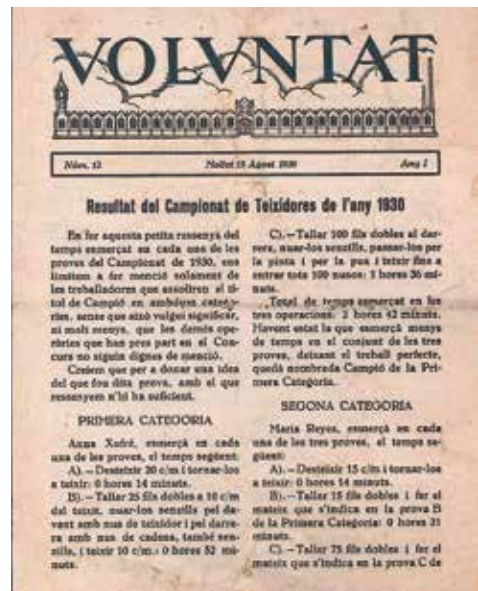 VOLVNTAT
Núm. 12
Mollet 15 Agost 1930
Any I
Resultat del Campionat de Teixidores de l'any 1930
En fer aquesta petita ressenya del
temps esmerçat en cada una de les
proves del Campionat de 1930, ens
limitem a fer menció solament de
les treballadores que assoliren el tí-
tol de Campió en ambdyes catego-
ries, sense que això vulgui significar,
ni molt menys, que les demés ope-
ràries que han pres part en el Con-
curs no siguin dignes de menció.
Creiem que per a donar una idea
del que fou dita prova, amb el que
ressenyem n'hi ha suficient.
PRIMERA CATEGORIA
Anna Xufré, esmerçà en cada
una de les proves, el temps següent:
A).—Desteixir 20 c/m i tornar-los
a teixir: 0 hores 14 minuts.
B).—Tallar 25 fils dobles a 10 c/m
del teixit, nuar-los senzills pel da-
vant amb nus de teixidor i pel darre-
ra amb nus de cadena, també sen-
zills, i teixir 10 c/m.: 0 hores 52 mi-
nuts.
C).—Tallar 100 fils dobles al dar-
rera, nuar-los senzills, passar-los per
la pinta i per la pua i teixir fins a
entrar tots 100 nusos: 1 hores 36 mi-
nuts.
Total de temps esmerçat en les
tres operacions: 2 hores 42 minuts.
Havent estat la que esmerçà menys
de temps en el conjunt de les tres
proves, deixant el treball perfecte,
quedà nombrada Campió de la Pri-
mera Categoria.
SEGONA CATEGORIA
Maria Reyes, esmerçà en cada
una de les tres proves, el temps se-
güent:
A).—Desteixir 15 c/m i tornar-los
a teixir: 0 hores 14 minuts.
B).—Tallar 15 fils dobles i fer el
mateix que s'indica en la prova B
de la Primera Categoria: 0 hores 31
minuts.
C).—Tallar 75 fils dobles i fer el
mateix que s'indica en la prova C de